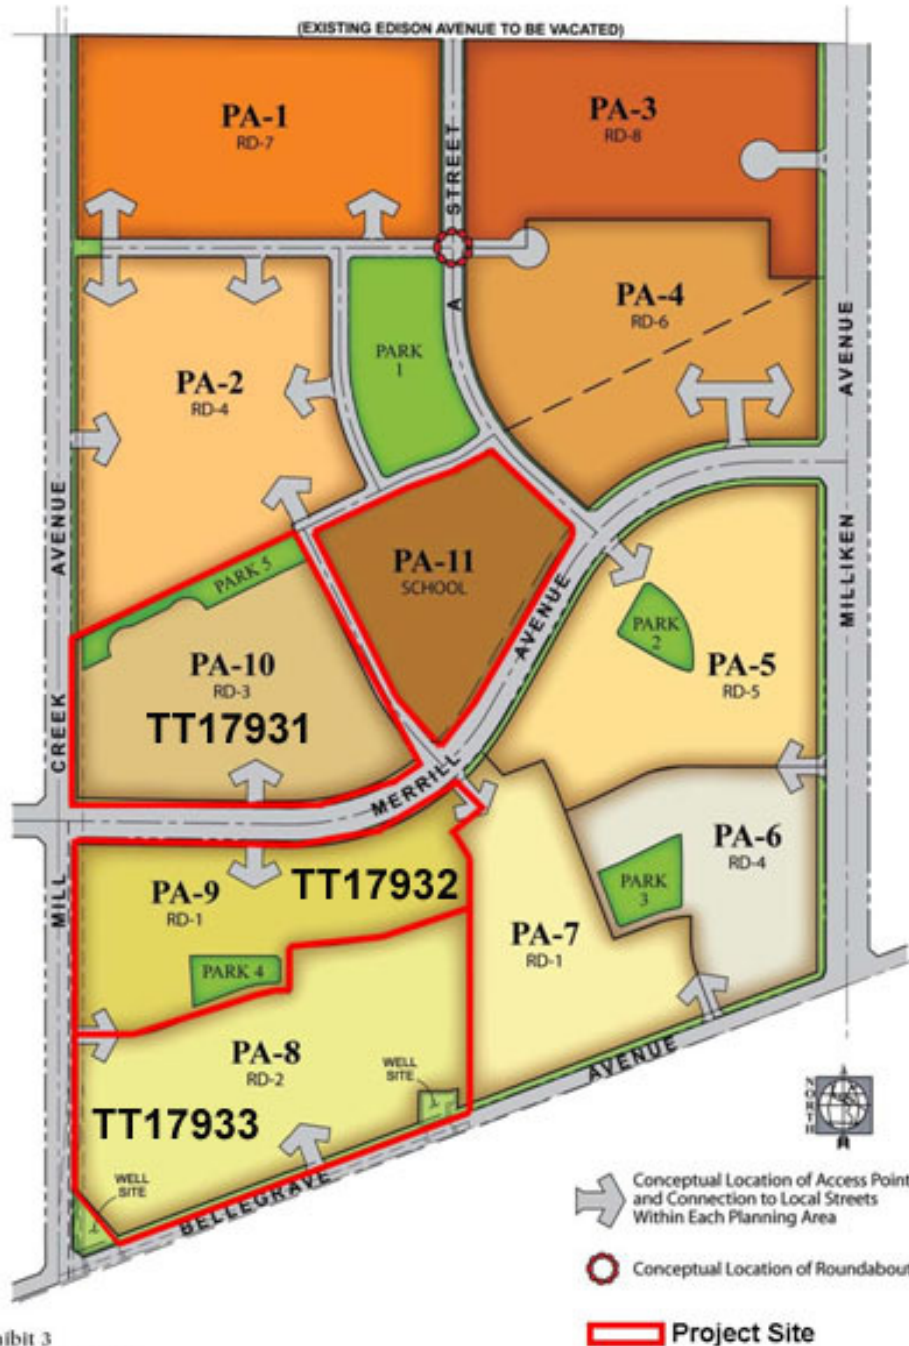 (EXISTING EDISON AVENUE TO BE VACATED)
PA-1
RD-7
PA-3
RD-8
A STREET
PA-4
RD-6
PARK
1
PA-2
RD-4
AVENUE
MILLIKEN
MILL CREEK AVENUE
PA-11
SCHOOL
PARK 5
PA-10
RD-3
TT17931
PARK
2
PA-5
RD-5
MERRILL AVENUE
PA-6
RD-4
PARK
3
PA-9
RD-1
TT17932
PARK 4
PA-7
RD-1
PA-8
RD-2
WELL
SITE
TT17933
WELL
SITE
BELLEGRAVE AVENUE
NORTH
Conceptual Location of Access Point
and Connection to Local Streets
Within Each Planning Area
Conceptual Location of Roundabout
Project Site
ibit 3